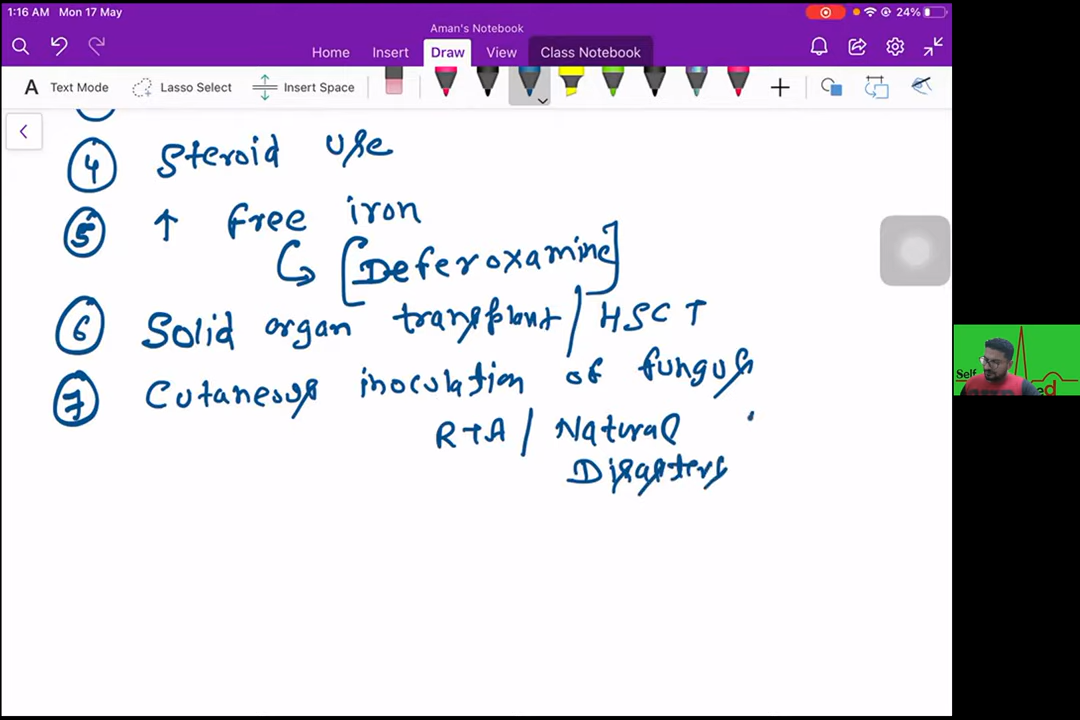 1:16 AM Mon 17 May
24%
Aman's Notebook
Home Insert Draw View Class Notebook
A Text Mode Lasso Select Insert Space
4 Steroid use
5 ↑ free iron
[Deferoxamine]
6 Solid organ transplant / HSCT
7 Cutaneous inoculation of fungus
RTA / Natural
Disasters
Self
ed